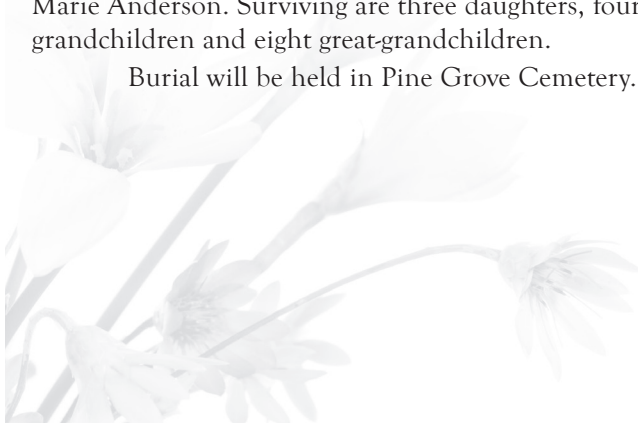 Marie Anderson. Surviving are three daughters, four
grandchildren and eight great-grandchildren.
Burial will be held in Pine Grove Cemetery.